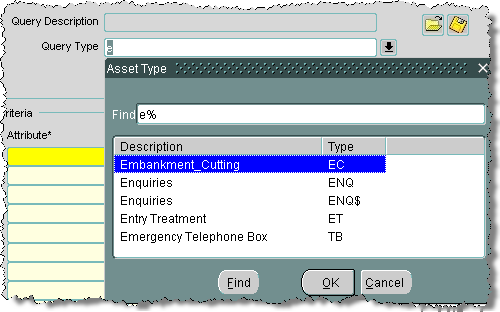 Query Description
Query Type e
Asset Type
Find e%
Description Type
Embankment_Cutting EC
Enquiries ENQ
Enquiries ENQ$
Entry Treatment ET
Emergency Telephone Box TB
Find OK Cancel
riteria
Attribute*